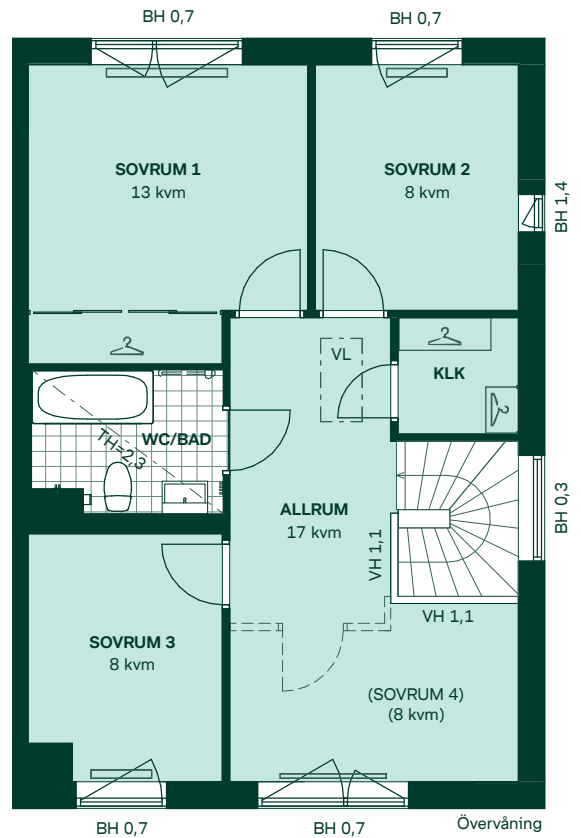 BH 0,7
BH 0,7
SOVRUM 1
13 kvm
SOVRUM 2
8 kvm
BH 1,4
VL
KLK
WC/BAD
TH=2,3
ALLRUM
17 kvm
BH 0,3
VH 1,1
VH 1,1
SOVRUM 3
8 kvm
(SOVRUM 4)
(8 kvm)
BH 0,7
BH 0,7
Övervåning